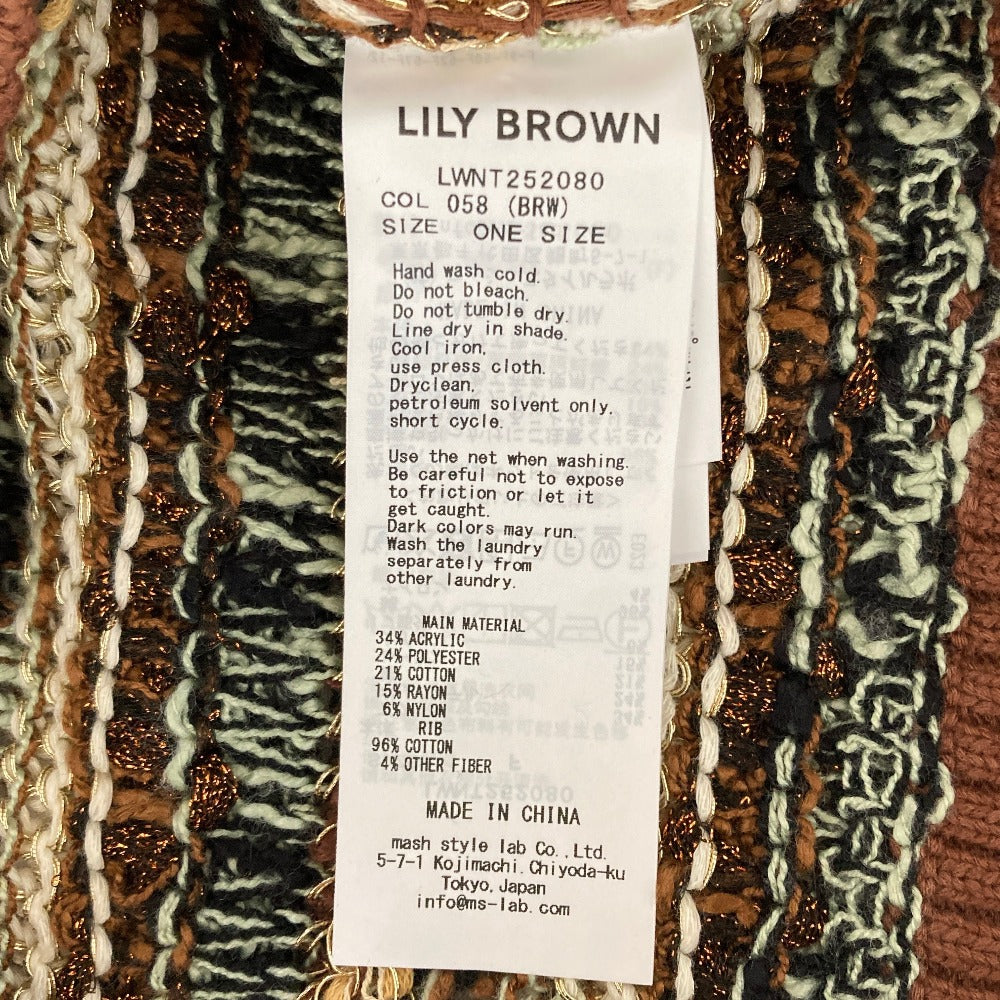 LILY BROWN
LWNT252080
COL 058 (BRW)
SIZE ONE SIZE
Hand wash cold.
Do not bleach.
Do not tumble dry.
Line dry in shade.
Cool iron.
use press cloth.
Dryclean,
petroleum solvent only,
short cycle.
Use the net when washing.
Be careful not to expose
to friction or let it
get caught.
Dark colors may run.
Wash the laundry
separately from
other laundry.
MAIN MATERIAL
34% ACRYLIC
24% POLYESTER
21% COTTON
15% RAYON
6% NYLON
RIB
96% COTTON
4% OTHER FIBER
MADE IN CHINA
mash style lab Co.,Ltd.
5-7-1 Kojimachi.Chiyoda-ku
Tokyo,Japan
info@ms-lab.com